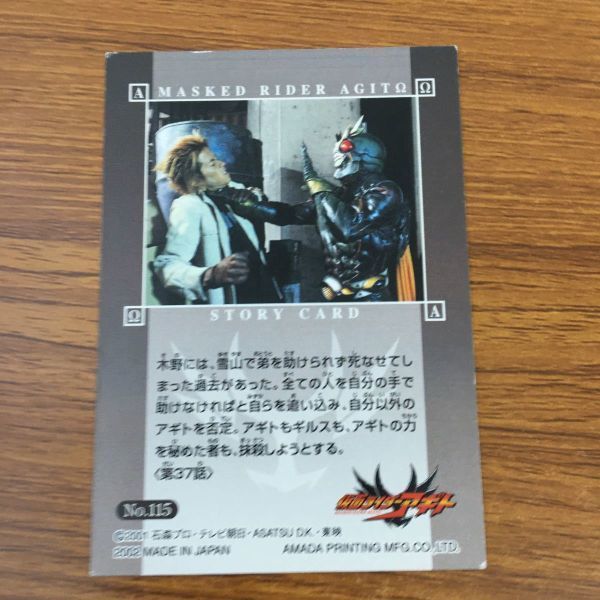 A MASKED RIDER AGITΩ Ω
Ω STORY CARD A
木野には、雪山で弟を助けられず死なせてし
まった過去があった。全ての人を自分の手で
助けなければと自らを追い込み、自分以外の
アギトを否定。アギトもギルスも、アギトの力
を秘めた者も、抹殺しようとする。
〈第37話〉
仮面ライダーアギト
No.115
©2001 石森プロ・テレビ朝日・ASATSU D.K.・東映
2002 MADE IN JAPAN AMADA PRINTING MFG.CO.,LTD.